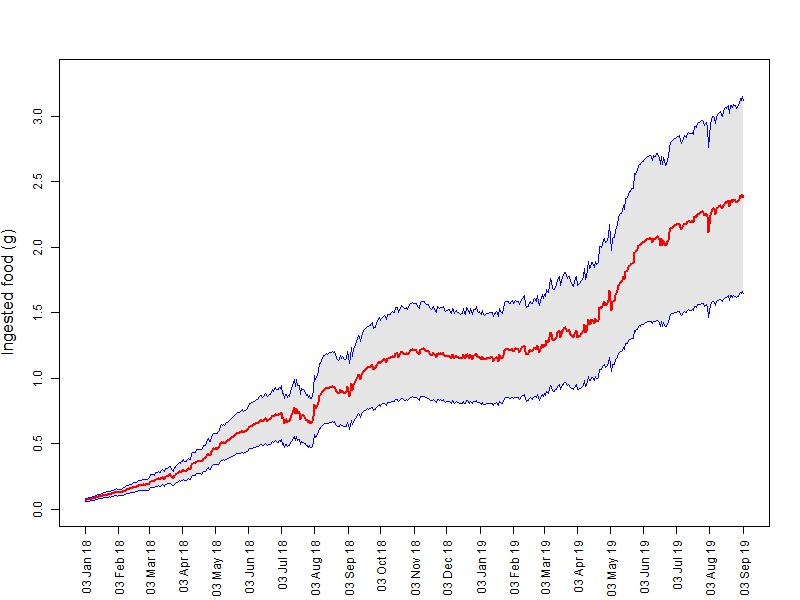 Ingested food (g)
3.0
2.5
2.0
1.5
1.0
0.5
0.0
03 Jan 18
03 Feb 18
03 Mar 18
03 Apr 18
03 May 18
03 Jun 18
03 Jul 18
03 Aug 18
03 Sep 18
03 Oct 18
03 Nov 18
03 Dec 18
03 Jan 19
03 Feb 19
03 Mar 19
03 Apr 19
03 May 19
03 Jun 19
03 Jul 19
03 Aug 19
03 Sep 19